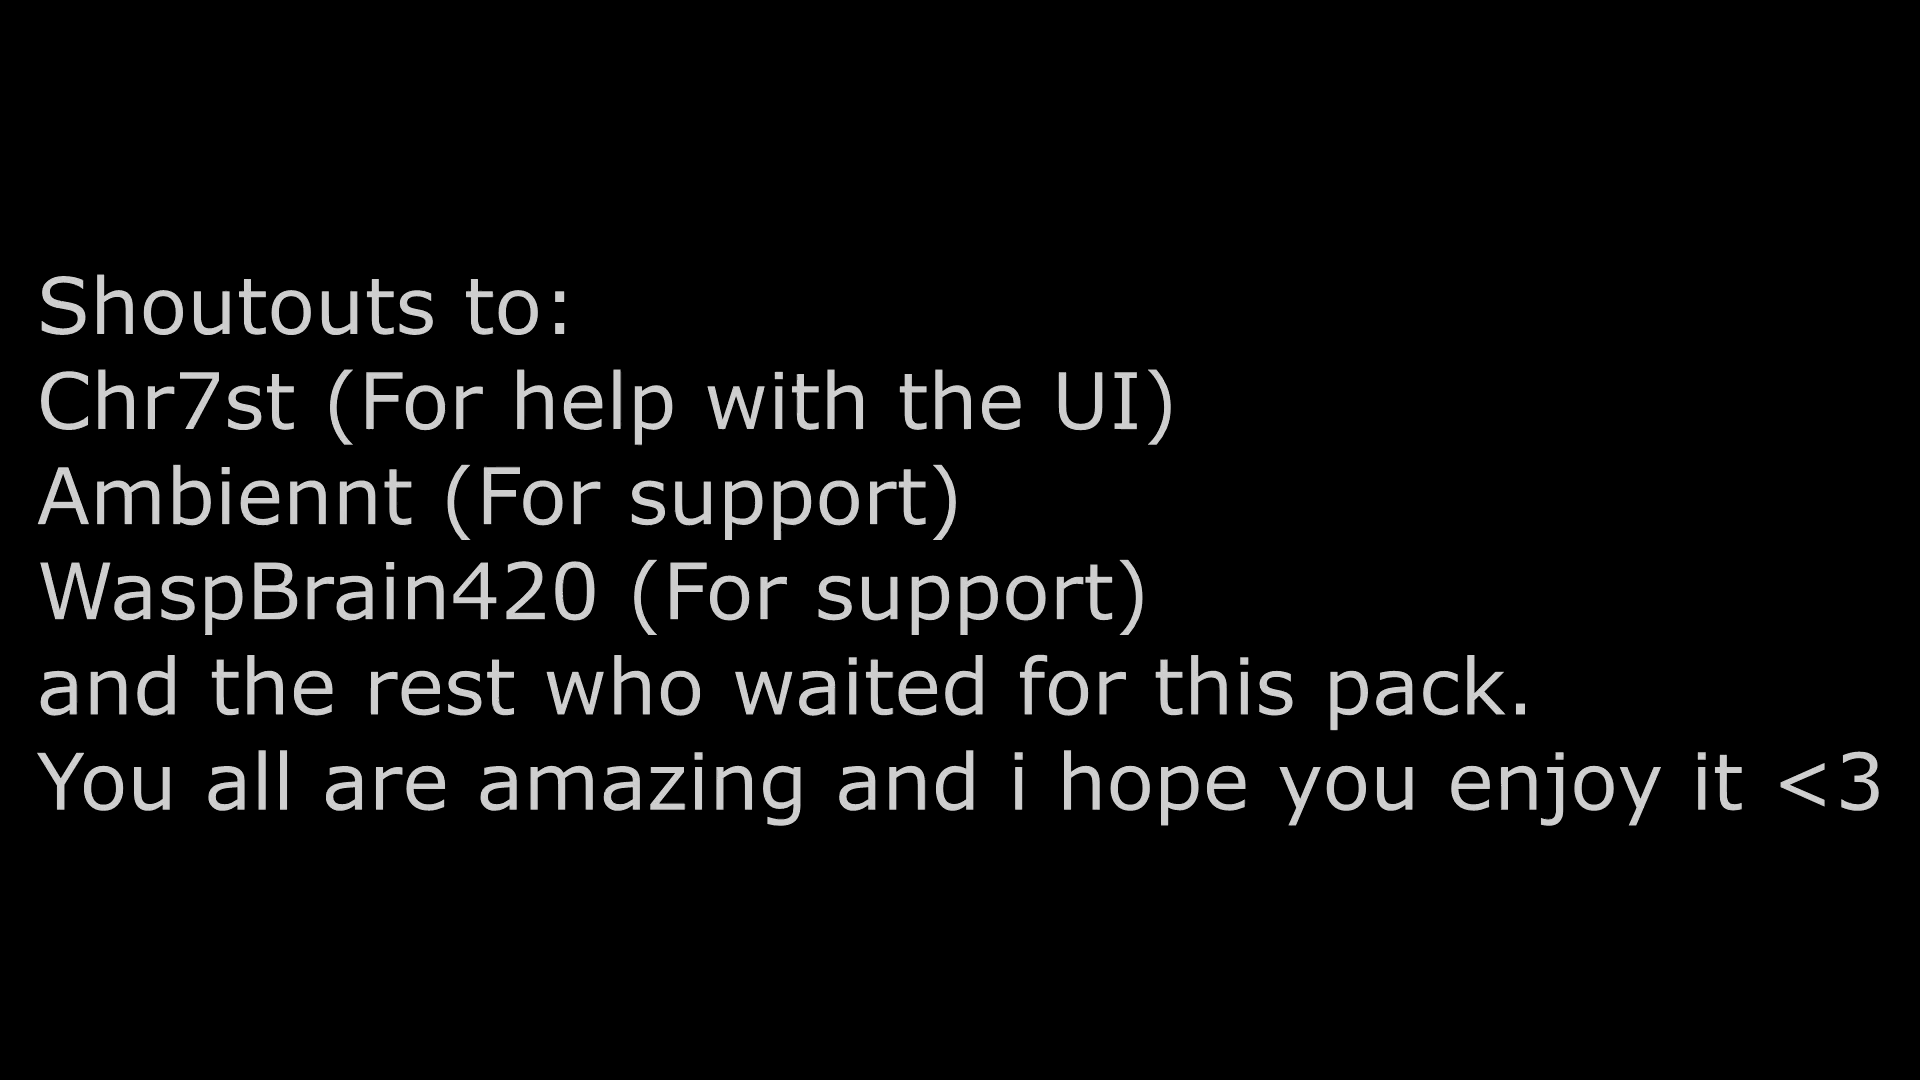 Shoutouts to:
Chr7st (For help with the UI)
Ambiennt (For support)
WaspBrain420 (For support)
and the rest who waited for this pack.
You all are amazing and i hope you enjoy it <3